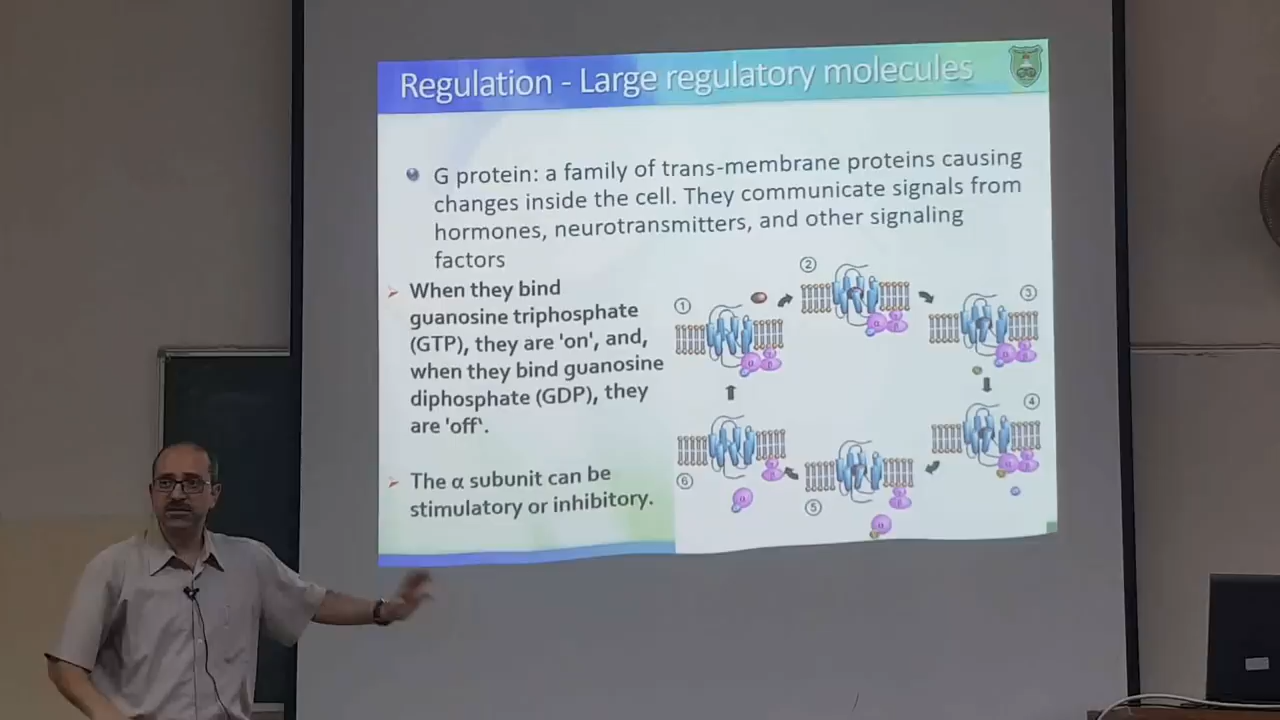 Regulation - Large regulatory molecules
G protein: a family of trans-membrane proteins causing
changes inside the cell. They communicate signals from
hormones, neurotransmitters, and other signaling
factors
When they bind
guanosine triphosphate
(GTP), they are 'on', and,
when they bind guanosine
diphosphate (GDP), they
are 'off'.
The α subunit can be
stimulatory or inhibitory.
1
2
3
4
5
6
α
α
α
α
α
α